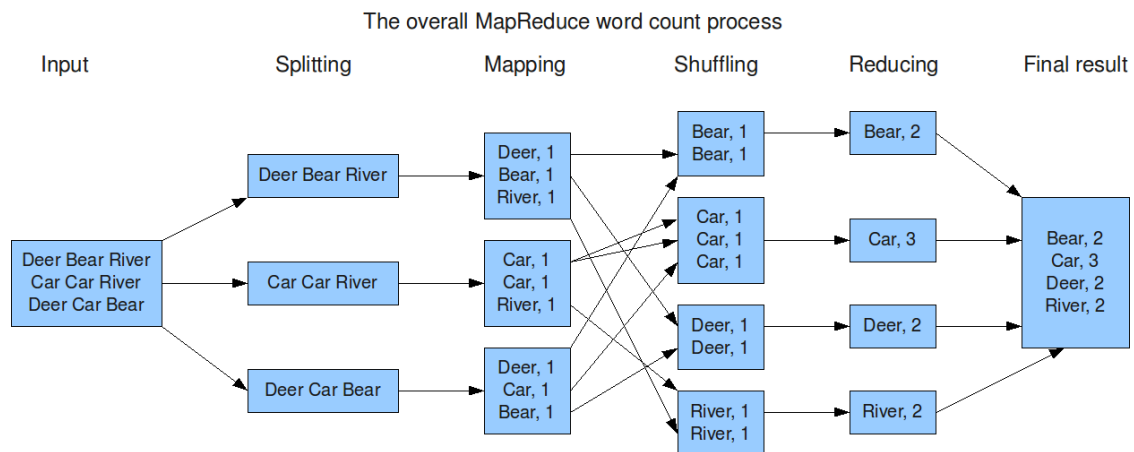 The overall MapReduce word count process
Input
Splitting
Mapping
Shuffling
Reducing
Final result
Deer Bear River
Car Car River
Deer Car Bear
Deer Bear River
Car Car River
Deer Car Bear
Deer, 1
Bear, 1
River, 1
Car, 1
Car, 1
River, 1
Deer, 1
Car, 1
Bear, 1
Bear, 1
Bear, 1
Car, 1
Car, 1
Car, 1
Deer, 1
Deer, 1
River, 1
River, 1
Bear, 2
Car, 3
Deer, 2
River, 2
Bear, 2
Car, 3
Deer, 2
River, 2